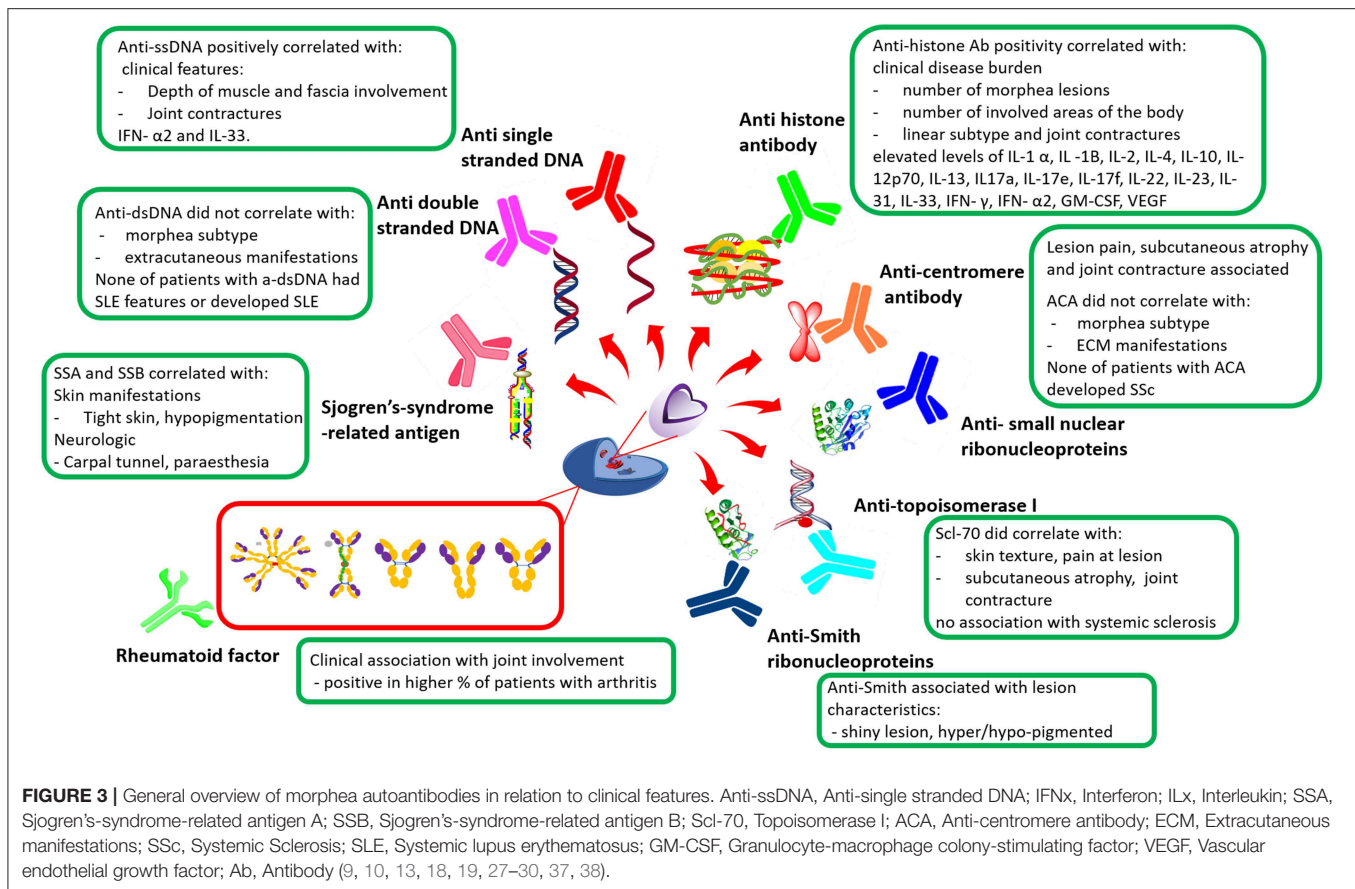 Anti-ssDNA positively correlated with:
clinical features:
- Depth of muscle and fascia involvement
- Joint contractures
IFN- α2 and IL-33.
Anti single
stranded DNA
Anti histone
antibody
Anti-histone Ab positivity correlated with:
clinical disease burden
- number of morphea lesions
- number of involved areas of the body
- linear subtype and joint contractures
elevated levels of IL-1 α, IL -1B, IL-2, IL-4, IL-10, IL-
12p70, IL-13, IL17a, IL-17e, IL-17f, IL-22, IL-23, IL-
31, IL-33, IFN- γ, IFN- α2, GM-CSF, VEGF
Anti-dsDNA did not correlate with:
- morphea subtype
- extracutaneous manifestations
None of patients with a-dsDNA had
SLE features or developed SLE
Anti double
stranded DNA
Anti-centromere
antibody
Lesion pain, subcutaneous atrophy
and joint contracture associated
ACA did not correlate with:
- morphea subtype
- ECM manifestations
None of patients with ACA
developed SSc
SSA and SSB correlated with:
Skin manifestations
- Tight skin, hypopigmentation
Neurologic
- Carpal tunnel, paraesthesia
Sjogren's-syndrome
-related antigen
Anti- small nuclear
ribonucleoproteins
Anti-topoisomerase I
Scl-70 did correlate with:
- skin texture, pain at lesion
- subcutaneous atrophy, joint
contracture
no association with systemic sclerosis
Rheumatoid factor
Clinical association with joint involvement
- positive in higher % of patients with arthritis
Anti-Smith
ribonucleoproteins
Anti-Smith associated with lesion
characteristics:
- shiny lesion, hyper/hypo-pigmented
FIGURE 3 | General overview of morphea autoantibodies in relation to clinical features. Anti-ssDNA, Anti-single stranded DNA; IFNx, Interferon; ILx, Interleukin; SSA,
Sjogren's-syndrome-related antigen A; SSB, Sjogren's-syndrome-related antigen B; Scl-70, Topoisomerase I; ACA, Anti-centromere antibody; ECM, Extracutaneous
manifestations; SSc, Systemic Sclerosis; SLE, Systemic lupus erythematosus; GM-CSF, Granulocyte-macrophage colony-stimulating factor; VEGF, Vascular
endothelial growth factor; Ab, Antibody (9, 10, 13, 18, 19, 27–30, 37, 38).